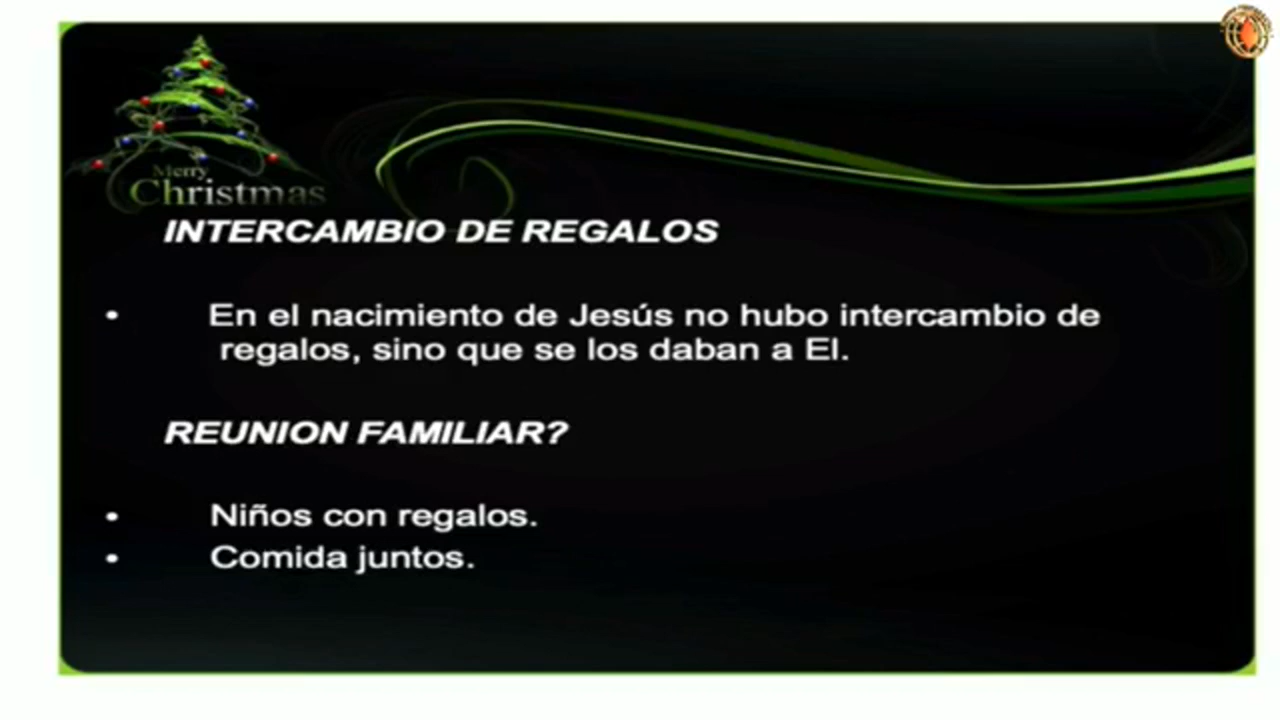 Merry
Christmas
INTERCAMBIO DE REGALOS
• En el nacimiento de Jesús no hubo intercambio de
regalos, sino que se los daban a El.
REUNION FAMILIAR?
• Niños con regalos.
• Comida juntos.